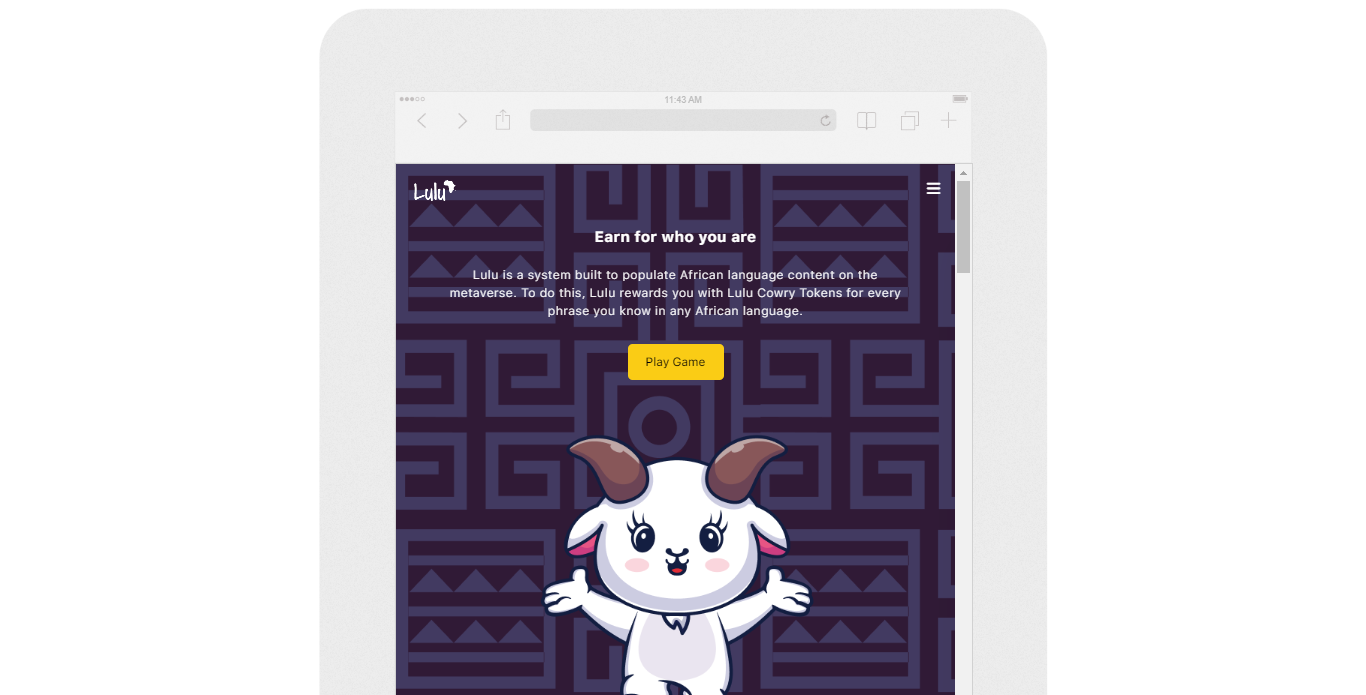 11:43 AM
Lulu
Earn for who you are
Lulu is a system built to populate African language content on the
metaverse. To do this, Lulu rewards you with Lulu Cowry Tokens for every
phrase you know in any African language.
Play Game